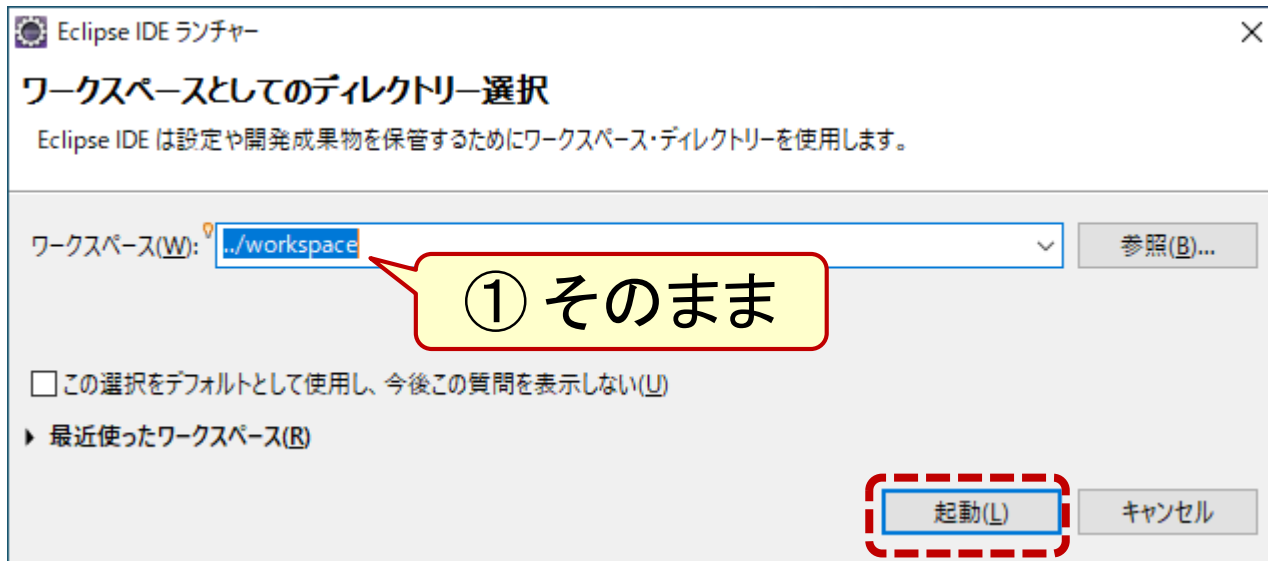 Eclipse IDE ランチャー
ワークスペースとしてのディレクトリー選択
Eclipse IDE は設定や開発成果物を保管するためにワークスペース・ディレクトリーを使用します。
ワークスペース(W): ../workspace 参照(B)...
① そのまま
この選択をデフォルトとして使用し、今後この質問を表示しない(U)
最近使ったワークスペース(R)
起動(L) キャンセル